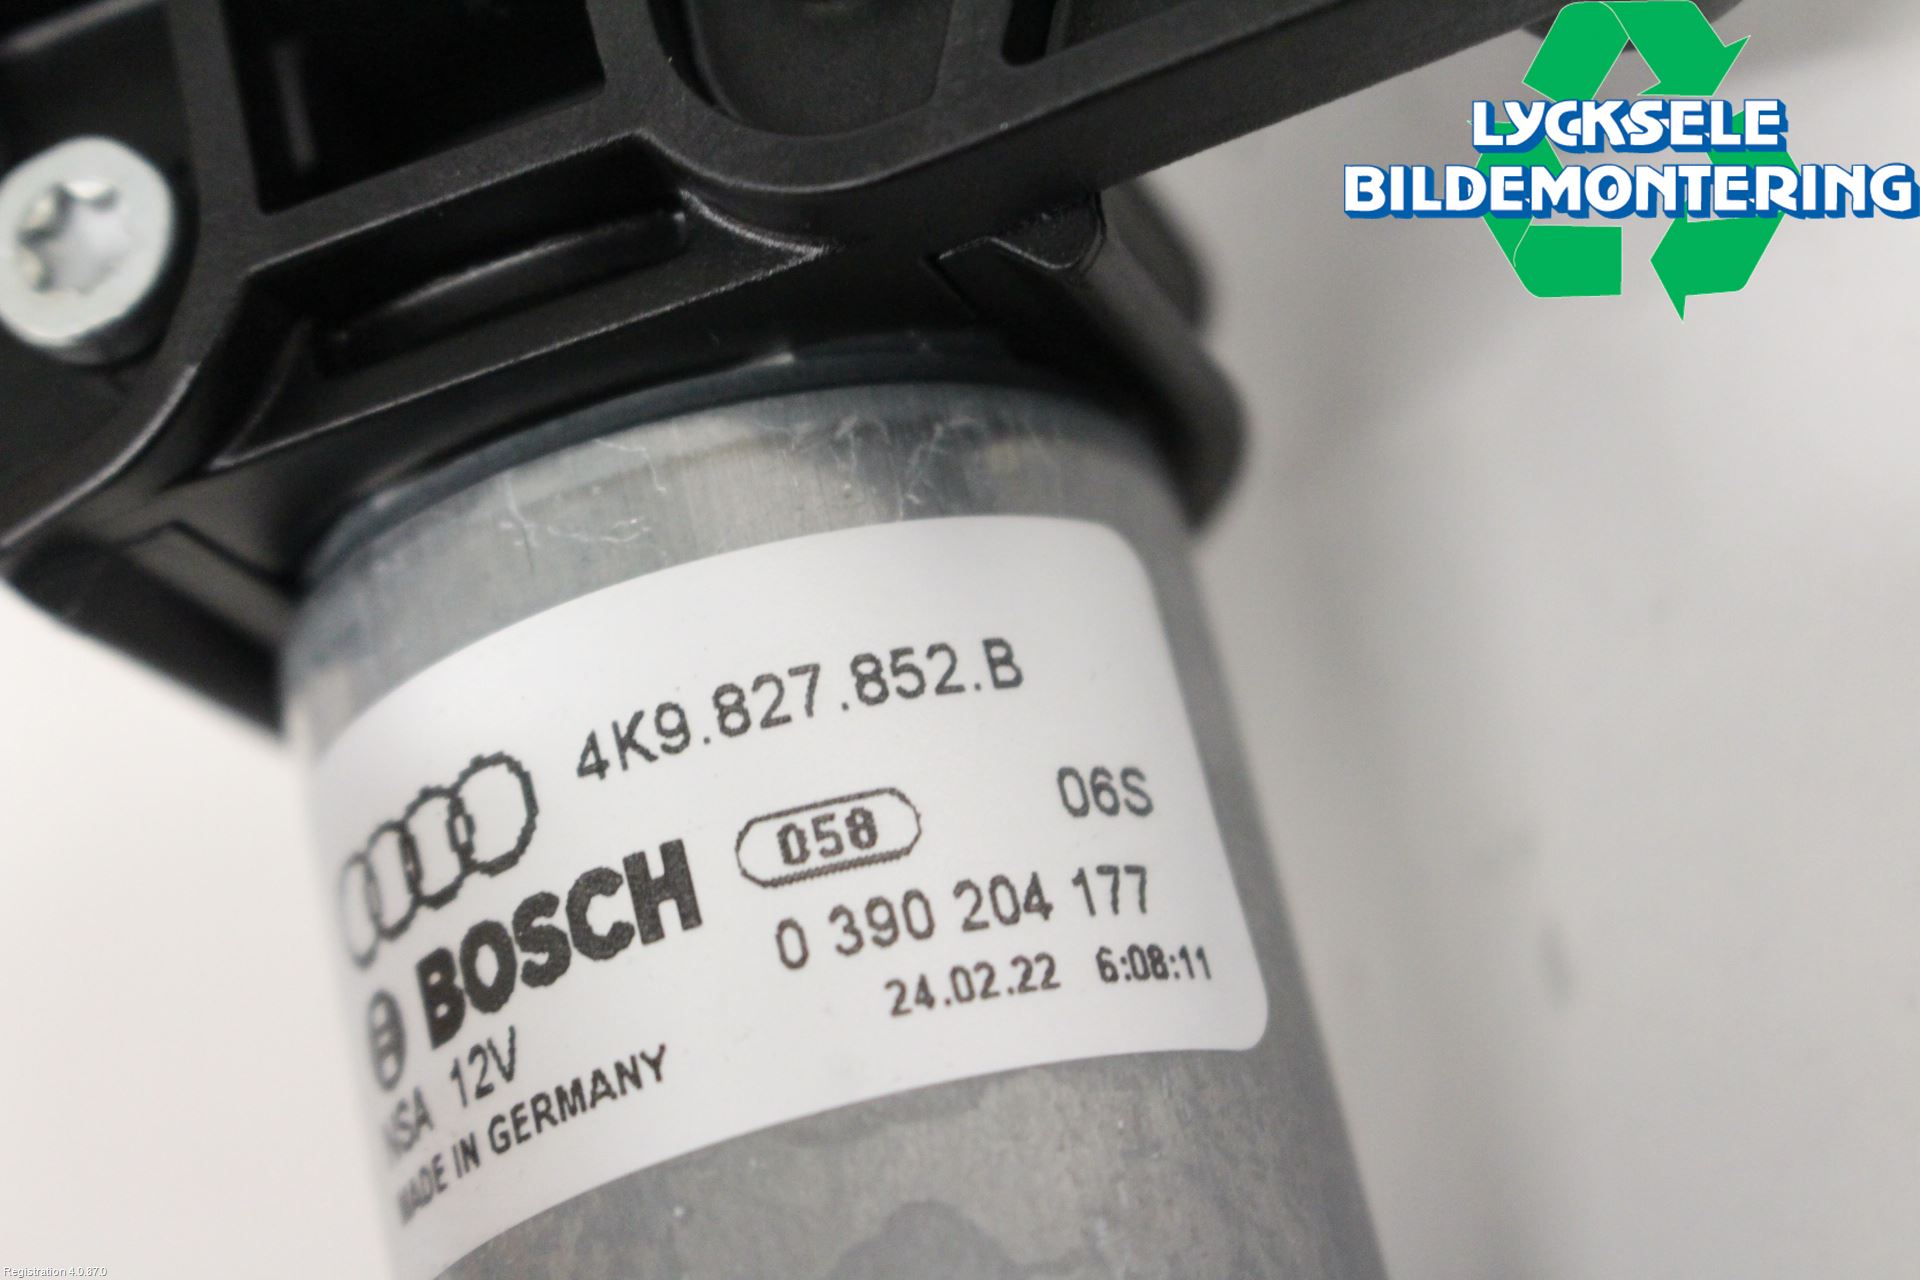 LYCKSELE
BILDEMONTERING
4K9.827.852.B
058 06S
BOSCH 0 390 204 177
24.02.22 6:08:11
NSA 12V
MADE IN GERMANY
Registration 4.0.87.0